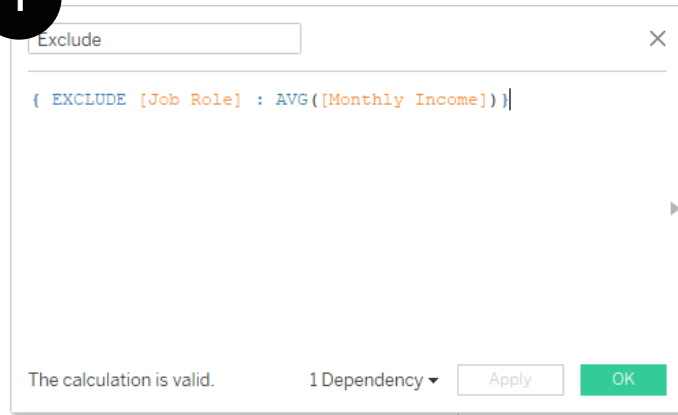 Exclude
{ EXCLUDE [Job Role] : AVG([Monthly Income])}
The calculation is valid.
1 Dependency
Apply
OK